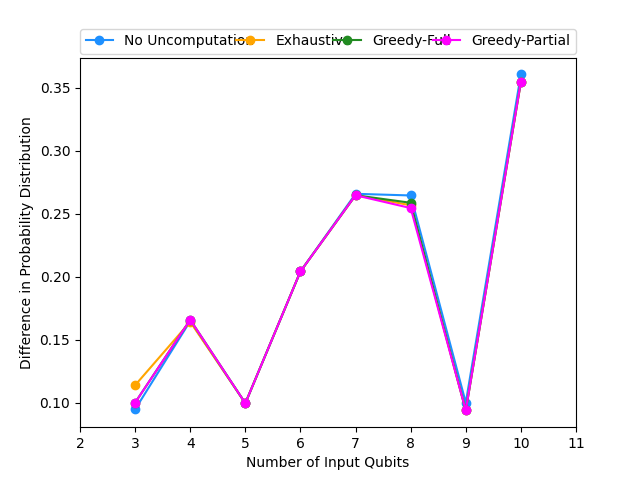 No Uncomputation Exhaustive Greedy-Full Greedy-Partial
0.35
0.30
0.25
0.20
0.15
0.10
Difference in Probability Distribution
2 3 4 5 6 7 8 9 10 11
Number of Input Qubits